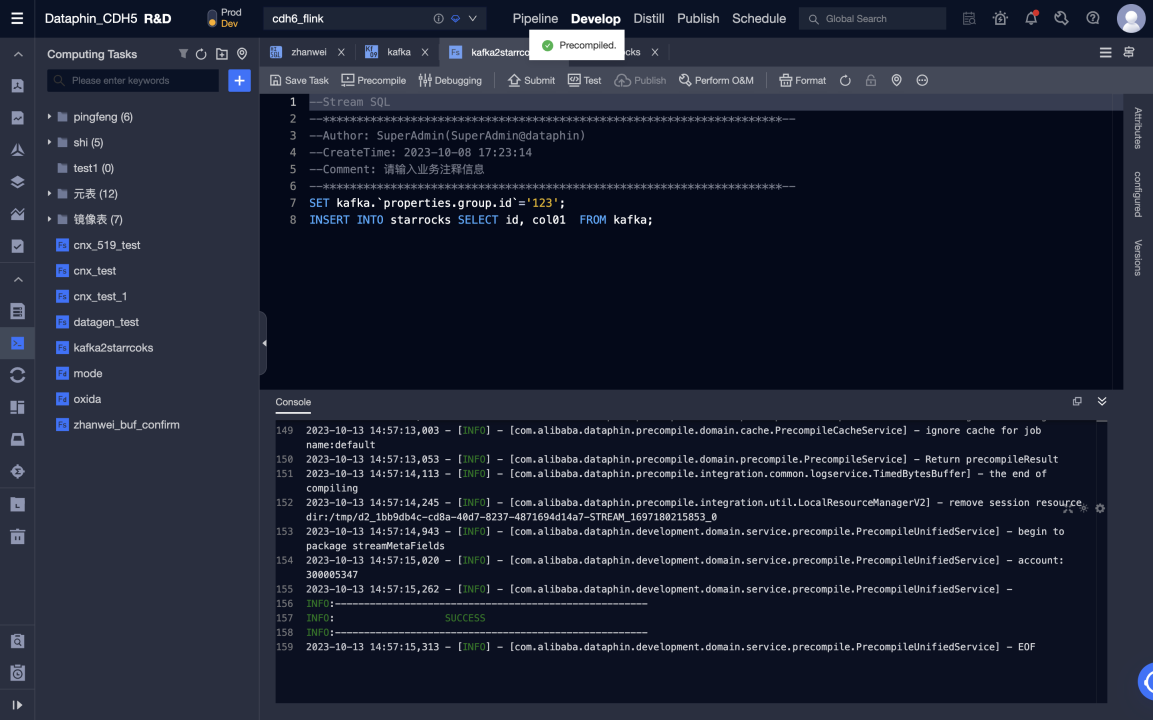 Dataphin_CDH5 R&D
Prod
Dev
cdh6_flink
Pipeline Develop Distill Publish Schedule
Global Search
Computing Tasks
zhanwei
kafka
kafka2starrco
cks
Precompiled.
Please enter keywords
Save Task Precompile Debugging Submit Test Publish Perform O&M Format
pingfeng (6)
shi (5)
test1 (0)
元表 (12)
镜像表 (7)
Fs cnx_519_test
Fs cnx_test
Fs cnx_test_1
Fs datagen_test
Fs kafka2starrcoks
Fd mode
Fd oxida
Fs zhanwei_buf_confirm
1 --Stream SQL
2 --********************************************************************--
3 --Author: SuperAdmin(SuperAdmin@dataphin)
4 --CreateTime: 2023-10-08 17:23:14
5 --Comment: 请输入业务注释信息
6 --********************************************************************--
7 SET kafka.`properties.group.id`='123';
8 INSERT INTO starrocks SELECT id, col01  FROM kafka;
Attributes
configured
Versions
Console
149 2023-10-13 14:57:13,003 - [INFO] - [com.alibaba.dataphin.precompile.domain.cache.PrecompileCacheService] - ignore cache for job
name:default
150 2023-10-13 14:57:13,053 - [INFO] - [com.alibaba.dataphin.precompile.domain.precompile.PrecompileService] - Return precompileResult
151 2023-10-13 14:57:14,113 - [INFO] - [com.alibaba.dataphin.precompile.integration.common.logservice.TimedBytesBuffer] - the end of
compiling
152 2023-10-13 14:57:14,245 - [INFO] - [com.alibaba.dataphin.precompile.integration.util.LocalResourceManagerV2] - remove session resource
dir:/tmp/d2_1bb9db4c-cd8a-40d7-8237-4871694d14a7-STREAM_1697180215853_0
153 2023-10-13 14:57:14,943 - [INFO] - [com.alibaba.dataphin.development.domain.service.precompile.PrecompileUnifiedService] - begin to
package streamMetaFields
154 2023-10-13 14:57:15,020 - [INFO] - [com.alibaba.dataphin.development.domain.service.precompile.PrecompileUnifiedService] - account:
300005347
155 2023-10-13 14:57:15,262 - [INFO] - [com.alibaba.dataphin.development.domain.service.precompile.PrecompileUnifiedService] -
156 INFO:------------------------------------------------------
157 INFO: SUCCESS
158 INFO:------------------------------------------------------
159 2023-10-13 14:57:15,313 - [INFO] - [com.alibaba.dataphin.development.domain.service.precompile.PrecompileUnifiedService] - EOF